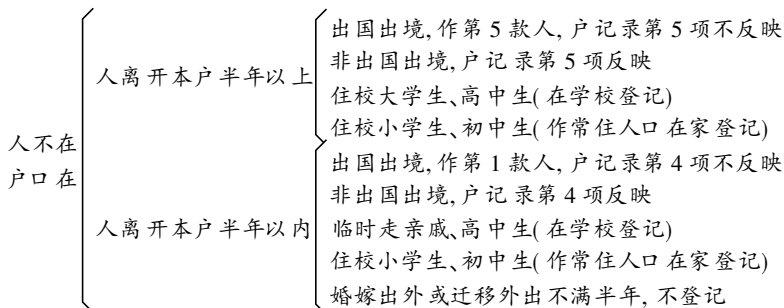 人不在
户口在
人离开本户半年以上
出国出境,作第5款人,户记录第5项不反映
非出国出境,户记录第5项反映
住校大学生、高中生(在学校登记)
住校小学生、初中生(作常住人口在家登记)
人离开本户半年以内
出国出境,作第1款人,户记录第4项不反映
非出国出境,户记录第4项反映
临时走亲戚、高中生(在学校登记)
住校小学生、初中生(作常住人口在家登记)
婚嫁出外或迁移外出不满半年,不登记